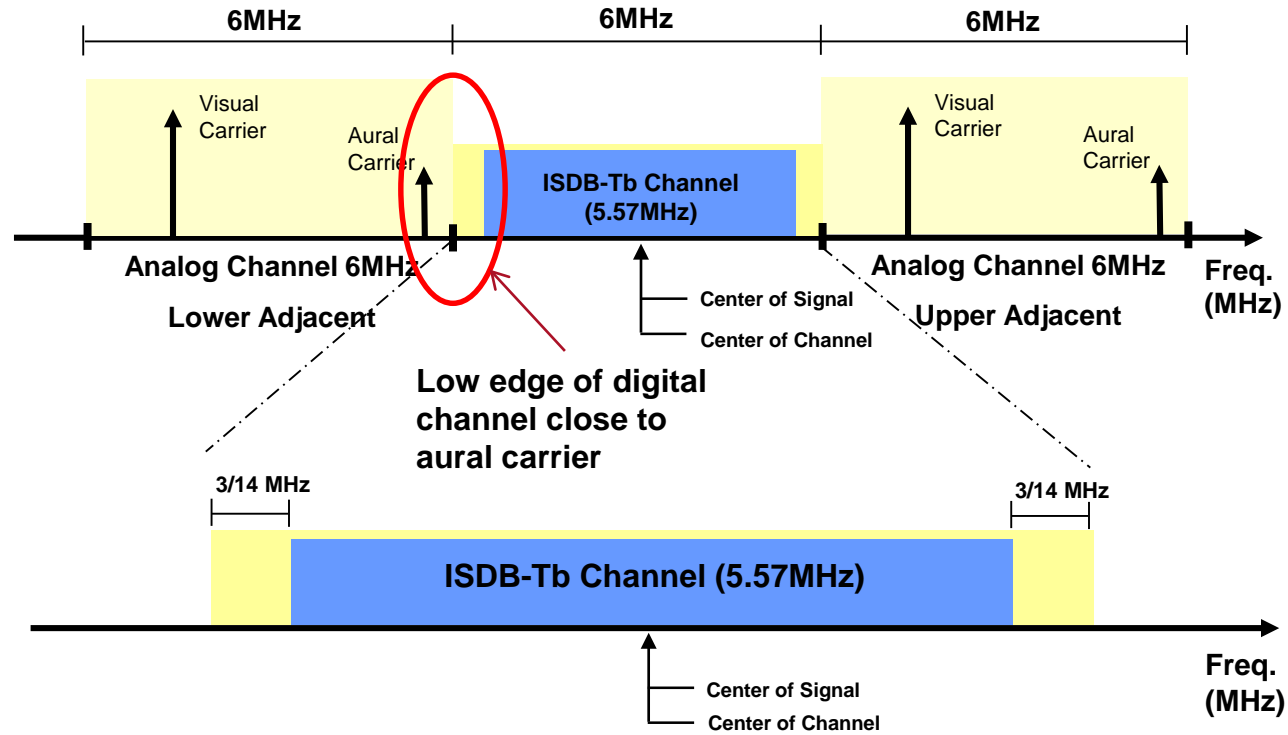 6MHz
6MHz
6MHz
Visual
Carrier
Aural
Carrier
ISDB-Tb Channel
(5.57MHz)
Visual
Carrier
Aural
Carrier
Analog Channel 6MHz
Lower Adjacent
Center of Signal
Center of Channel
Analog Channel 6MHz
Upper Adjacent
Freq.
(MHz)
Low edge of digital
channel close to
aural carrier
3/14 MHz
3/14 MHz
ISDB-Tb Channel (5.57MHz)
Center of Signal
Center of Channel
Freq.
(MHz)